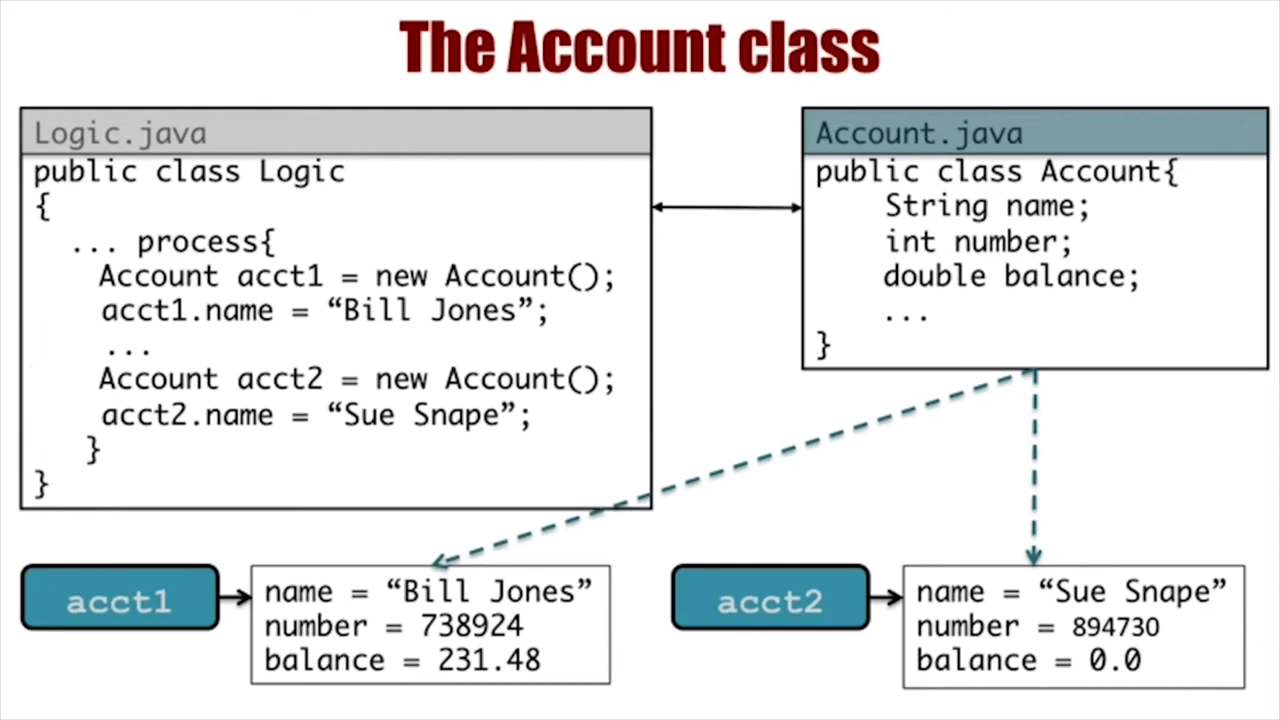 The Account class
Logic.java
public class Logic
{
... process{
Account acct1 = new Account();
acct1.name = “Bill Jones”;
...
Account acct2 = new Account();
acct2.name = “Sue Snape”;
}
}
Account.java
public class Account{
String name;
int number;
double balance;
...
}
acct1
name = “Bill Jones”
number = 738924
balance = 231.48
acct2
name = “Sue Snape”
number = 894730
balance = 0.0